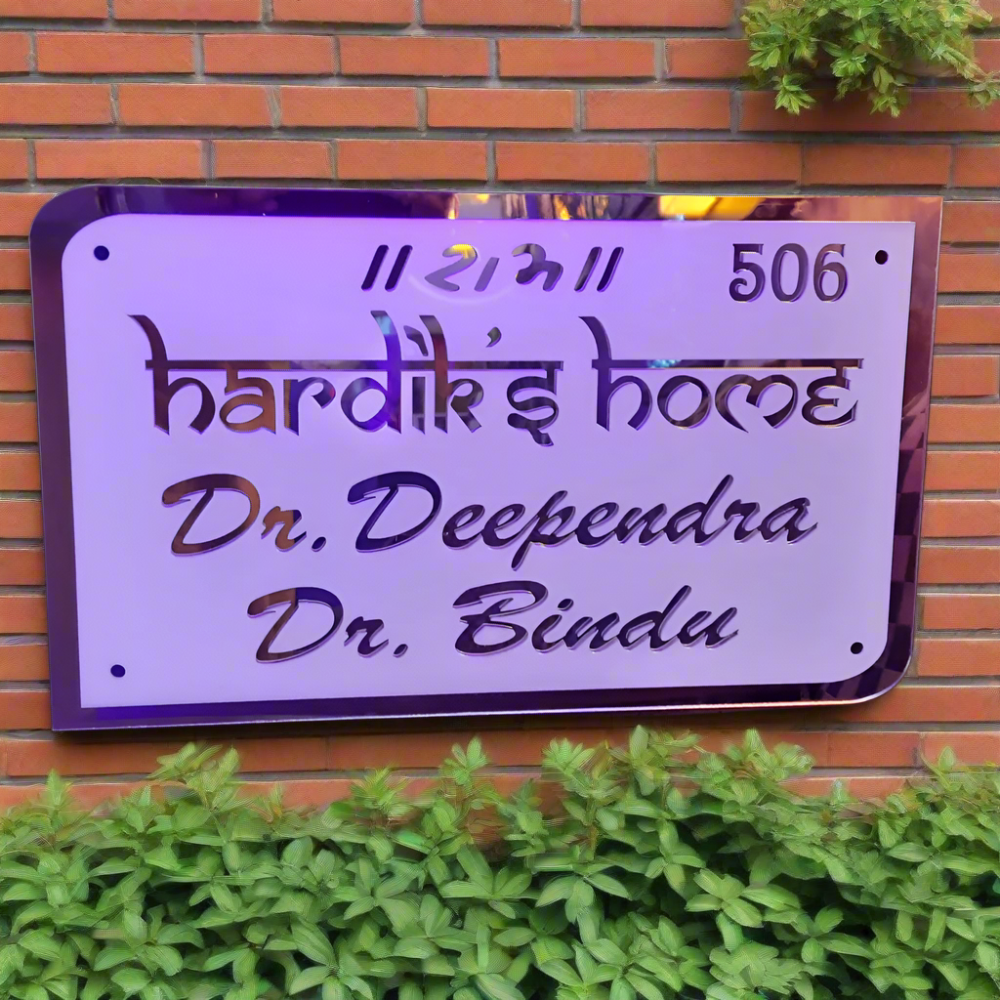 ॥ રામ ॥ 506
hardik's home
Dr. Deependra
Dr. Bindu